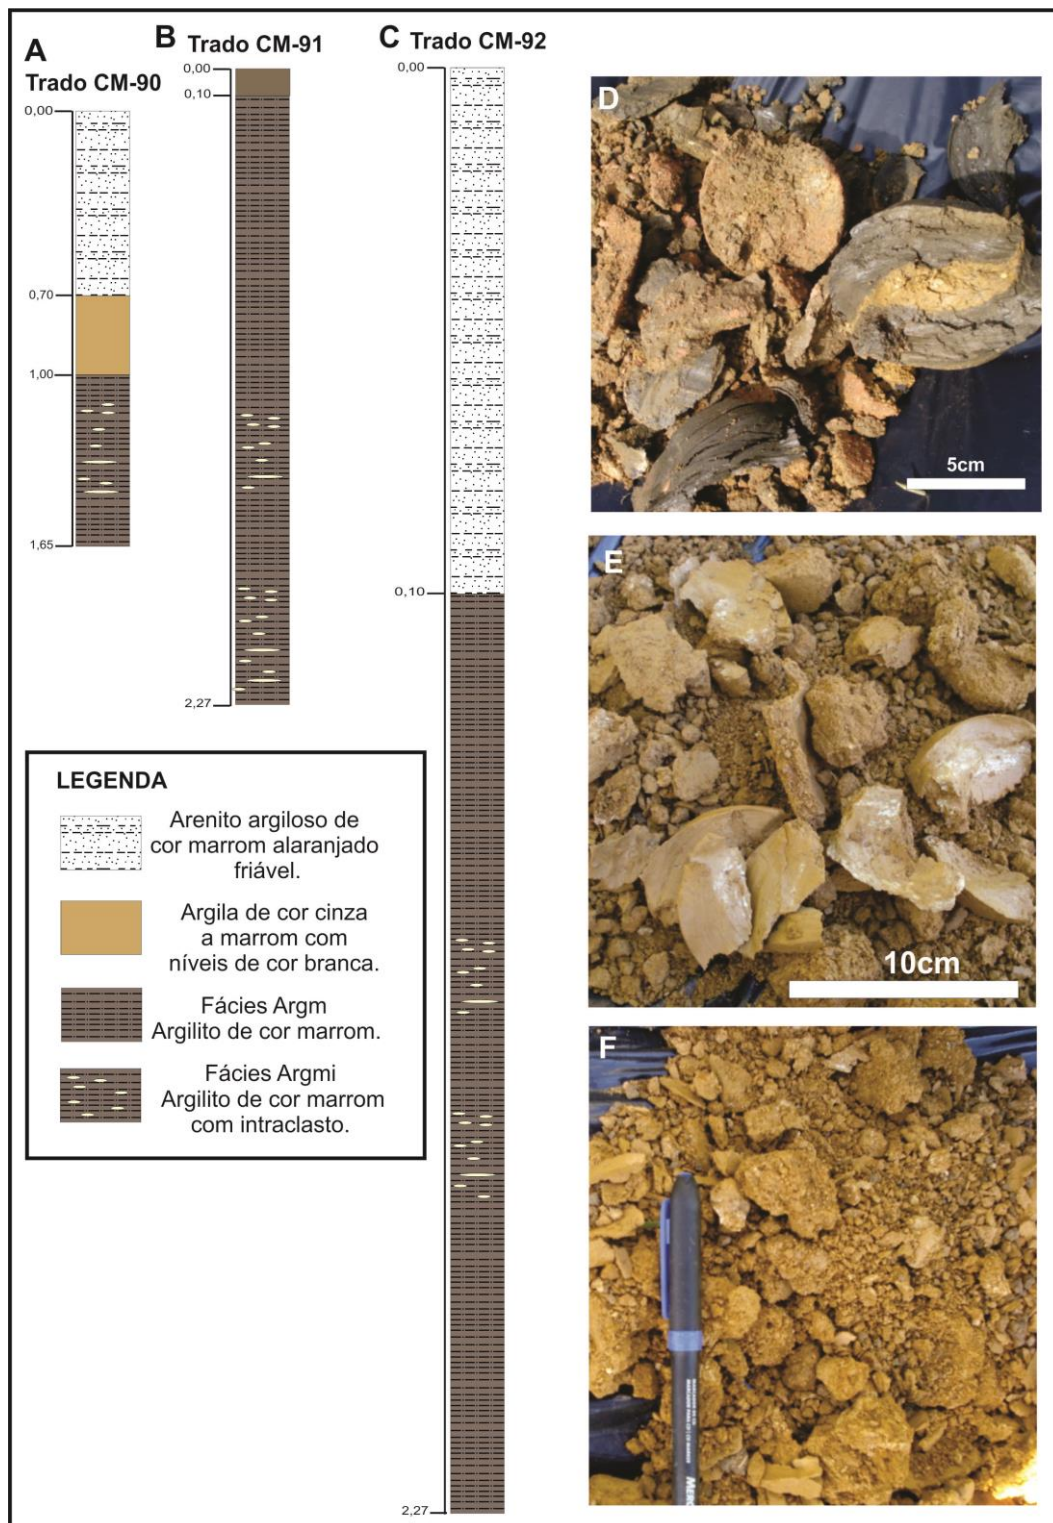 A
Trado CM-90
0,00
0,70
1,00
1,65
B
Trado CM-91
0,00
0,10
2,27
C
Trado CM-92
0,00
0,10
2,27
LEGENDA
Arenito argiloso de
cor marrom alaranjado
friável.
Argila de cor cinza
a marrom com
níveis de cor branca.
Fácies Argm
Argilito de cor marrom.
Fácies Argmi
Argilito de cor marrom
com intraclasto.
D
5cm
E
10cm
F